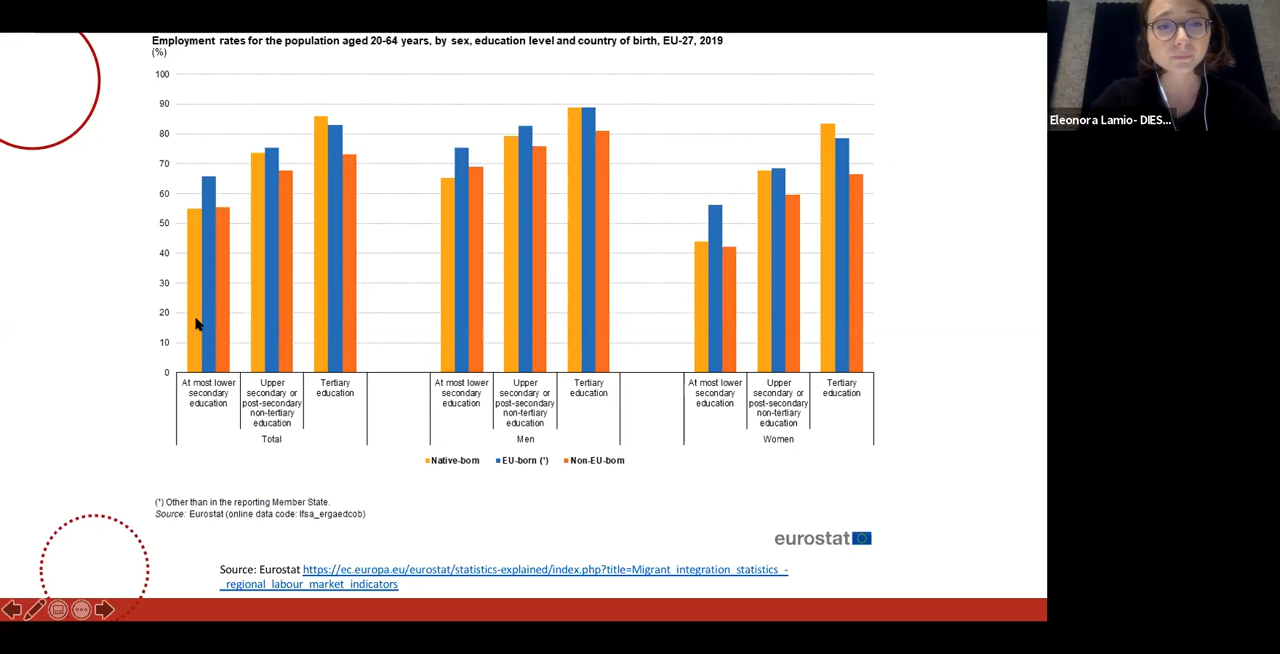 Employment rates for the population aged 20-64 years, by sex, education level and country of birth, EU-27, 2019
(%)
100
90
80
70
60
50
40
30
20
10
0
At most lower
secondary
education
Upper
secondary or
post-secondary
non-tertiary
education
Tertiary
education
Total
At most lower
secondary
education
Upper
secondary or
post-secondary
non-tertiary
education
Tertiary
education
Men
At most lower
secondary
education
Upper
secondary or
post-secondary
non-tertiary
education
Tertiary
education
Women
Native-born EU-born (¹) Non-EU-born
(¹) Other than in the reporting Member State.
Source: Eurostat (online data code: lfsa_ergaedcob)
eurostat
Source: Eurostat https://ec.europa.eu/eurostat/statistics-explained/index.php?title=Migrant_integration_statistics_-
_regional_labour_market_indicators
Eleonora Lamio- DIES...